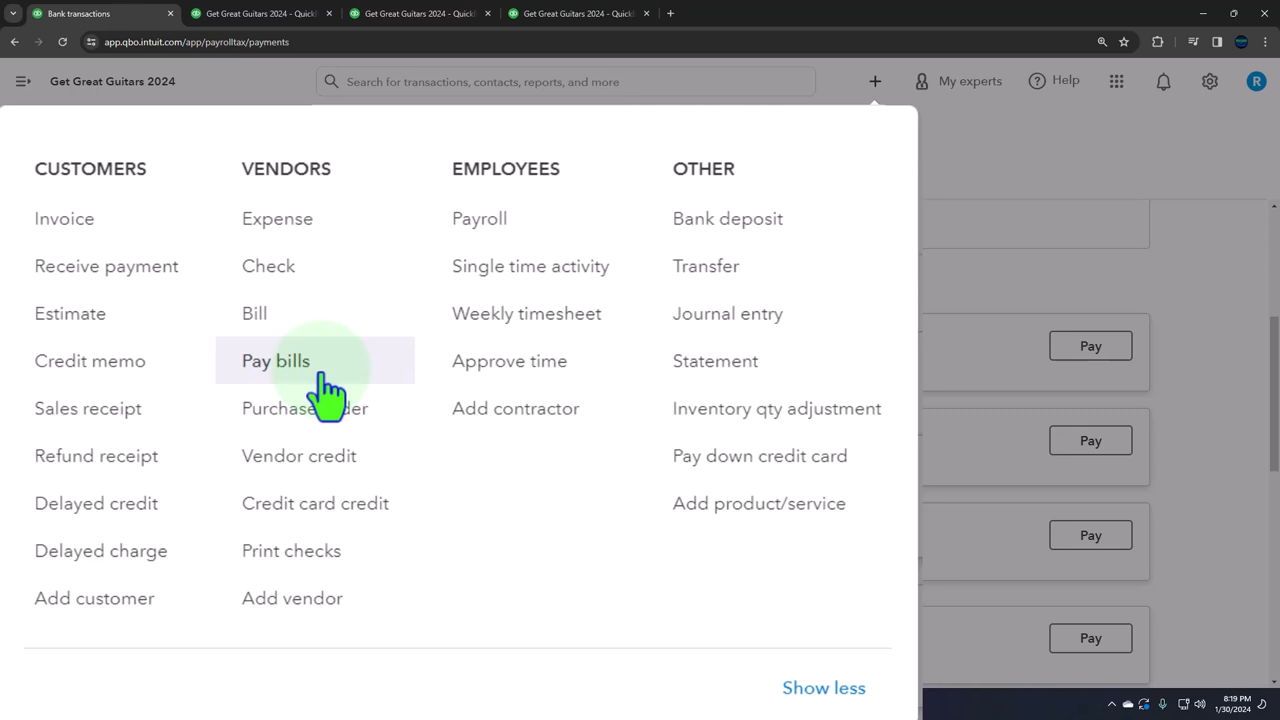 Bank transactions
Get Great Guitars 2024 - Quick
Get Great Guitars 2024 - Quick
Get Great Guitars 2024 - Quick
app.qbo.intuit.com/app/payrolltax/payments
Get Great Guitars 2024
Search for transactions, contacts, reports, and more
My experts
Help
R
CUSTOMERS
Invoice
Receive payment
Estimate
Credit memo
Sales receipt
Refund receipt
Delayed credit
Delayed charge
Add customer
VENDORS
Expense
Check
Bill
Pay bills
Vendor credit
Credit card credit
Print checks
Add vendor
EMPLOYEES
Payroll
Single time activity
Weekly timesheet
Approve time
Add contractor
OTHER
Bank deposit
Transfer
Journal entry
Statement
Inventory qty adjustment
Pay down credit card
Add product/service
Show less
Pay
Pay
Pay
Pay
8:19 PM
1/30/2024